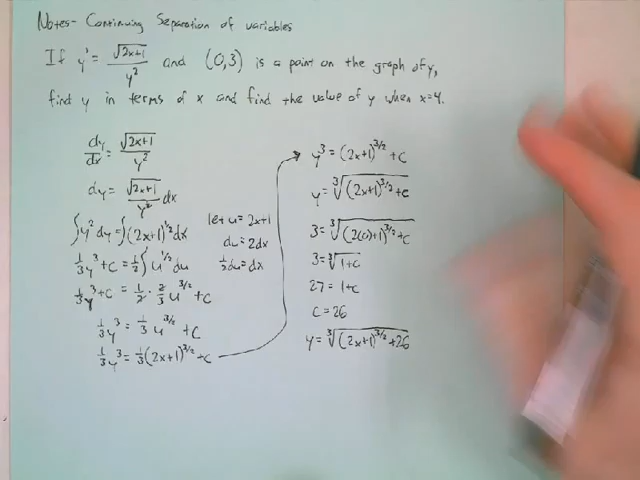 Notes- Continuing Separation of variables
If y' = √(2x+1)/y² and (0,3) is a point on the graph of y,
find y in terms of x and find the value of y when x=4.
dy/dx = √(2x+1)/y²
dy = √(2x+1)/y² dx
∫y² dy = ∫(2x+1)^(1/2) dx
let u = 2x+1
du = 2dx
½du = dx
⅓y³ + c = ½∫u^(1/2) du
⅓y³ + c = ½ · ⅔ u^(3/2) + c
⅓y³ = ⅓u^(3/2) + c
⅓y³ = ⅓(2x+1)^(3/2) + c
y³ = (2x+1)^(3/2) + c
y = ∛((2x+1)^(3/2) + c)
3 = ∛((2(0)+1)^(3/2) + c)
3 = ∛(1+c)
27 = 1+c
c = 26
y = ∛((2x+1)^(3/2) + 26)